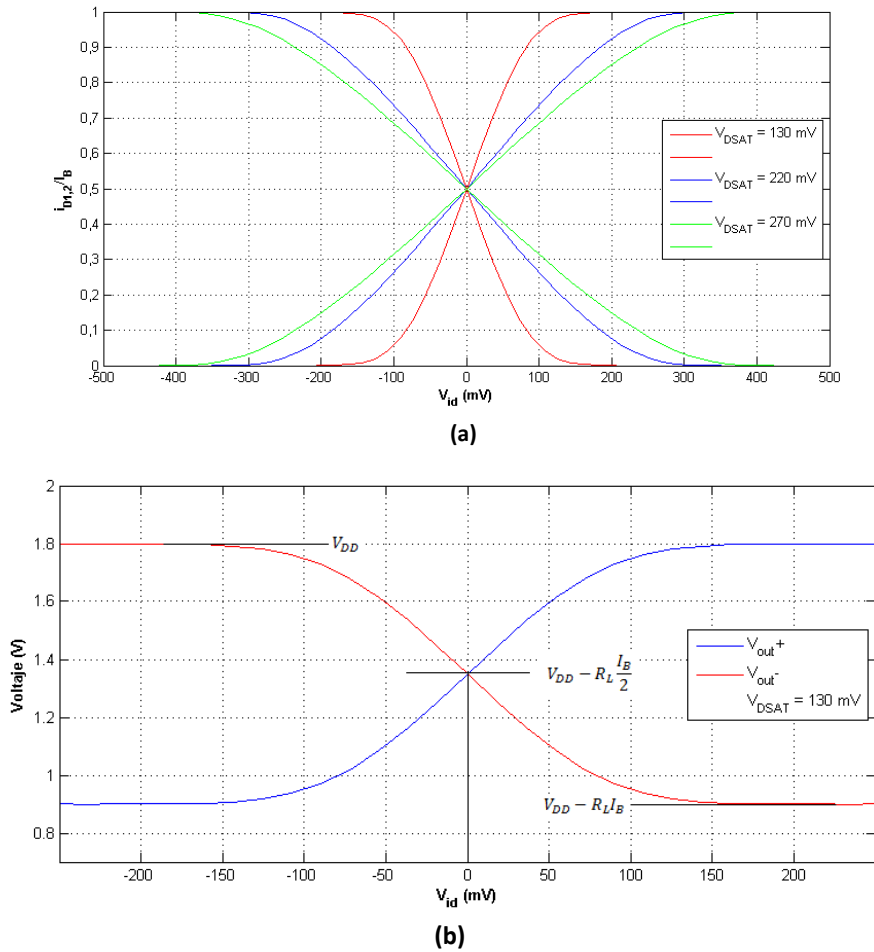 1
0,9
0,8
0,7
0,6
0,5
0,4
0,3
0,2
0,1
0
i_D1,2/I_B
-500 -400 -300 -200 -100 0 100 200 300 400 500
V_id (mV)
V_DSAT = 130 mV
V_DSAT = 220 mV
V_DSAT = 270 mV
(a)
2
1.8
1.6
1.4
1.2
1
0.8
Voltaje (V)
V_DD
V_DD − R_L I_B/2
V_DD − R_L I_B
V_out+
V_out-
V_DSAT = 130 mV
-200 -150 -100 -50 0 50 100 150 200
V_id (mV)
(b)